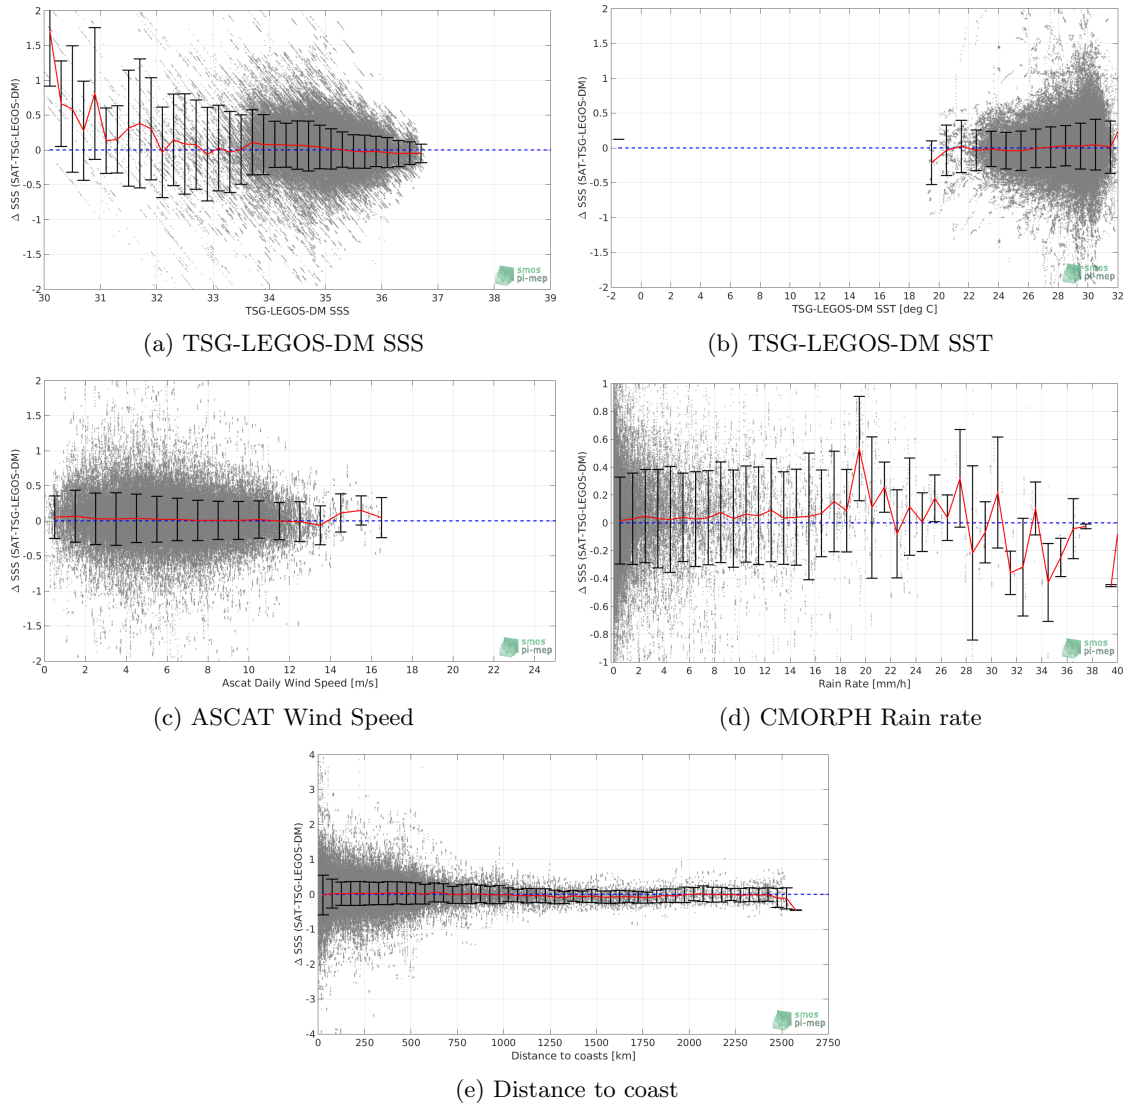 2
1.5
1
0.5
0
-0.5
-1
-1.5
-2
Δ SSS (SAT-TSG-LEGOS-DM)
30 31 32 33 34 35 36 37 38 39
TSG-LEGOS-DM SSS
smos
pi-mep
(a) TSG-LEGOS-DM SSS
2
1.5
1
0.5
0
-0.5
-1
-1.5
-2
Δ SSS (SAT-TSG-LEGOS-DM)
-2 0 2 4 6 8 10 12 14 16 18 20 22 24 26 28 30 32
TSG-LEGOS-DM SST [deg C]
smos
pi-mep
(b) TSG-LEGOS-DM SST
2
1.5
1
0.5
0
-0.5
-1
-1.5
-2
Δ SSS (SAT-TSG-LEGOS-DM)
0 2 4 6 8 10 12 14 16 18 20 22 24
Ascat Daily Wind Speed [m/s]
smos
pi-mep
(c) ASCAT Wind Speed
1
0.8
0.6
0.4
0.2
0
-0.2
-0.4
-0.6
-0.8
-1
Δ SSS (SAT-TSG-LEGOS-DM)
0 2 4 6 8 10 12 14 16 18 20 22 24 26 28 30 32 34 36 38 40
Rain Rate [mm/h]
smos
pi-mep
(d) CMORPH Rain rate
4
3
2
1
0
-1
-2
-3
-4
Δ SSS (SAT-TSG-LEGOS-DM)
0 250 500 750 1000 1250 1500 1750 2000 2250 2500 2750
Distance to coasts [km]
smos
pi-mep
(e) Distance to coast